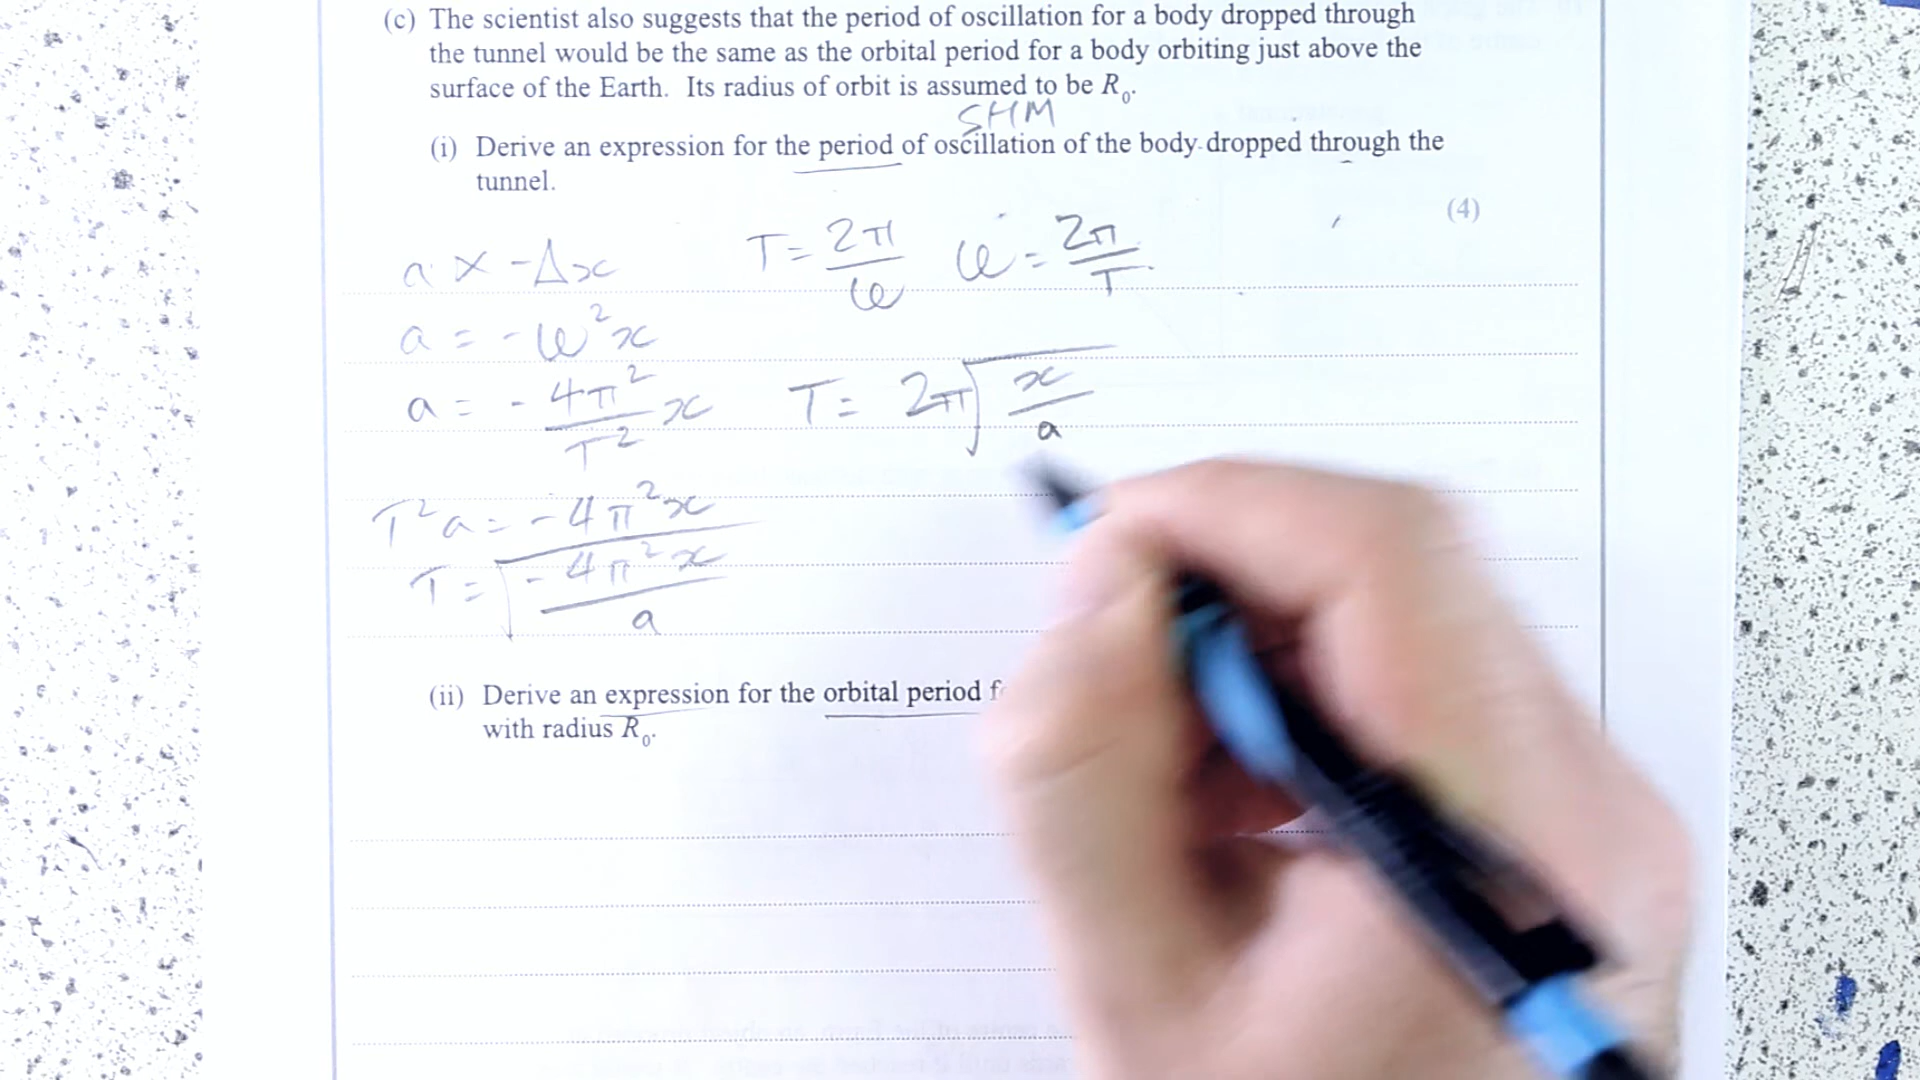 (c) The scientist also suggests that the period of oscillation for a body dropped through
the tunnel would be the same as the orbital period for a body orbiting just above the
surface of the Earth. Its radius of orbit is assumed to be R₀.
SHM
(i) Derive an expression for the period of oscillation of the body dropped through the
tunnel.
(4)
a ∝ -Δx T = 2π/ω ω = 2π/T
a = -ω²x
a = - 4π²/T² x T = 2π√(x/a)
T²a = -4π²x
T = √(-4π²x/a)
(ii) Derive an expression for the orbital period
with radius R₀.